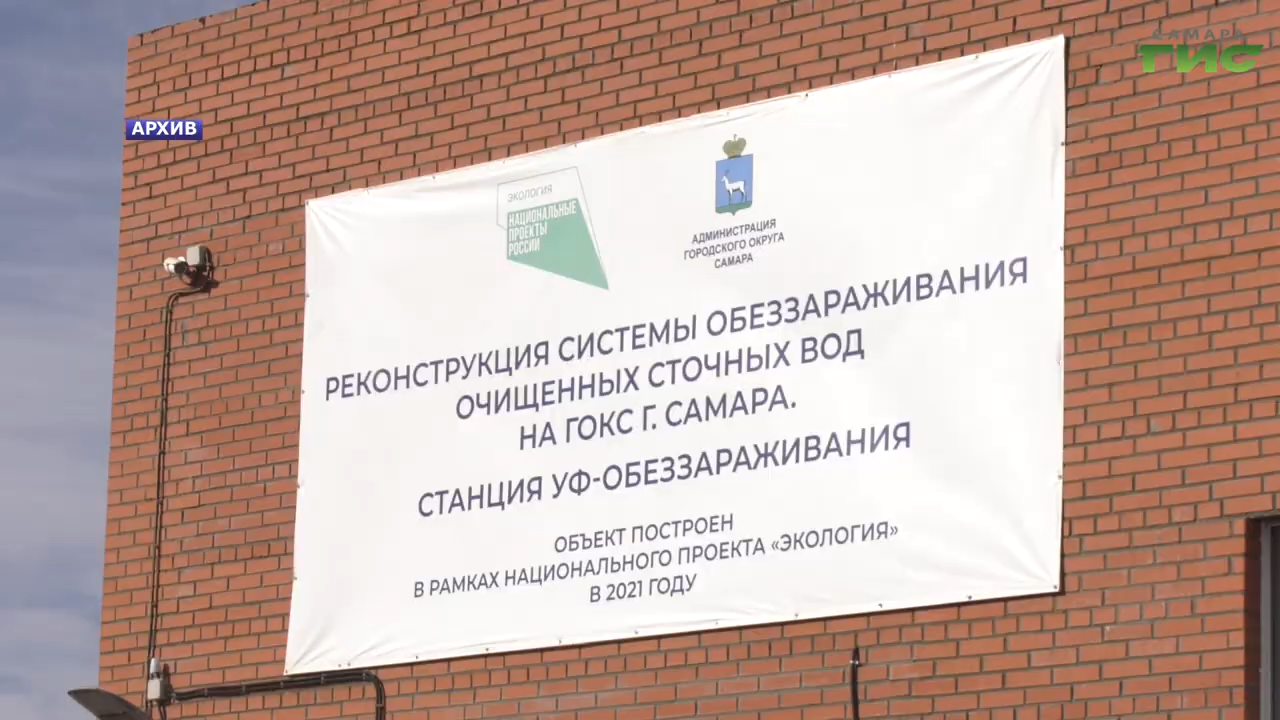 САМАРА
ГИС
АРХИВ
ЭКОЛОГИЯ
НАЦИОНАЛЬНЫЕ
ПРОЕКТЫ
РОССИИ
АДМИНИСТРАЦИЯ
ГОРОДСКОГО ОКРУГА
САМАРА
РЕКОНСТРУКЦИЯ СИСТЕМЫ ОБЕЗЗАРАЖИВАНИЯ
ОЧИЩЕННЫХ СТОЧНЫХ ВОД
НА ГОКС Г. САМАРА.
СТАНЦИЯ УФ-ОБЕЗЗАРАЖИВАНИЯ
ОБЪЕКТ ПОСТРОЕН
В РАМКАХ НАЦИОНАЛЬНОГО ПРОЕКТА «ЭКОЛОГИЯ»
В 2021 ГОДУ